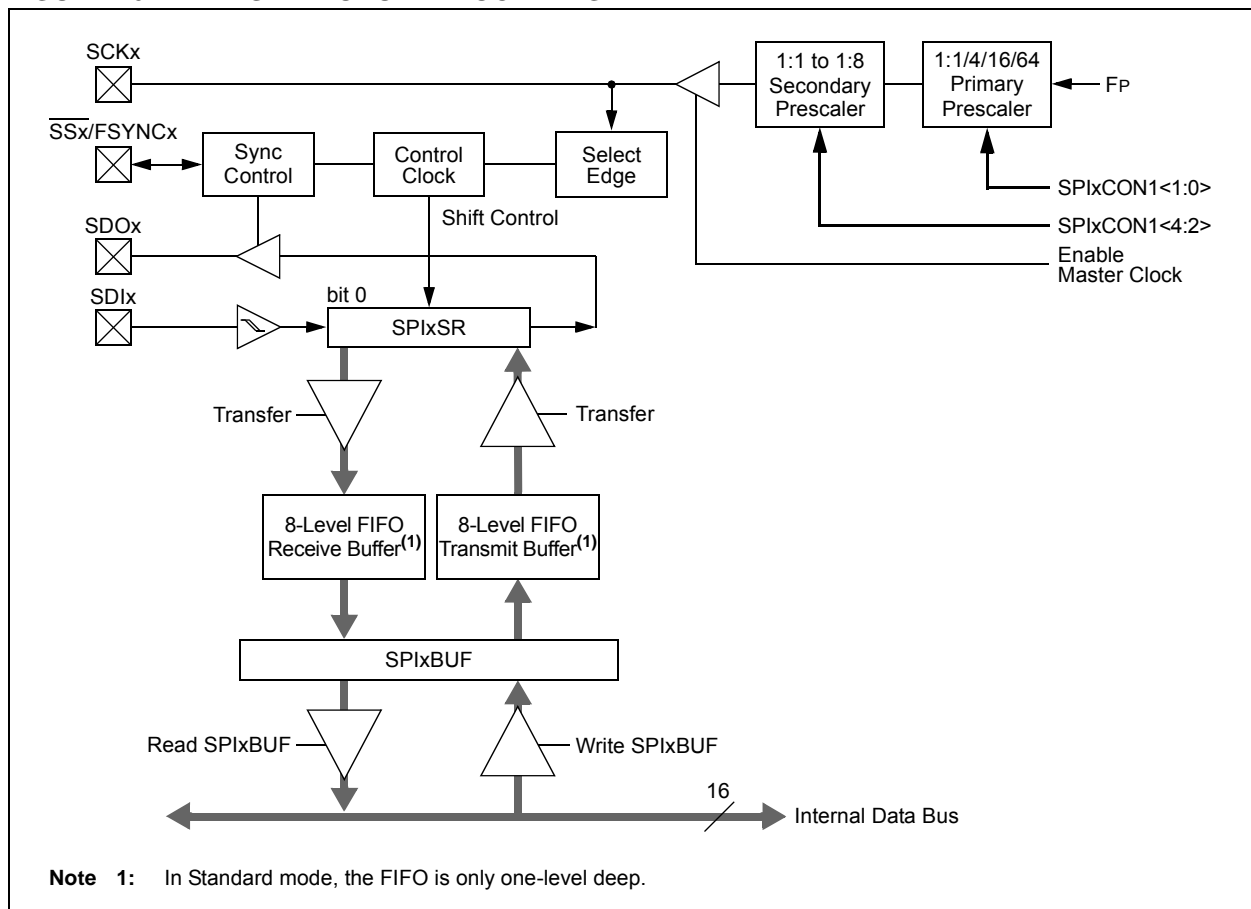 SCKx
SSx/FSYNCx
SDOx
SDIx
Sync
Control
Control
Clock
Select
Edge
1:1 to 1:8
Secondary
Prescaler
1:1/4/16/64
Primary
Prescaler
FP
SPIxCON1<1:0>
SPIxCON1<4:2>
Enable
Master Clock
Shift Control
bit 0
SPIxSR
Transfer
Transfer
8-Level FIFO
Receive Buffer(1)
8-Level FIFO
Transmit Buffer(1)
SPIxBUF
Read SPIxBUF
Write SPIxBUF
16
Internal Data Bus
Note 1: In Standard mode, the FIFO is only one-level deep.